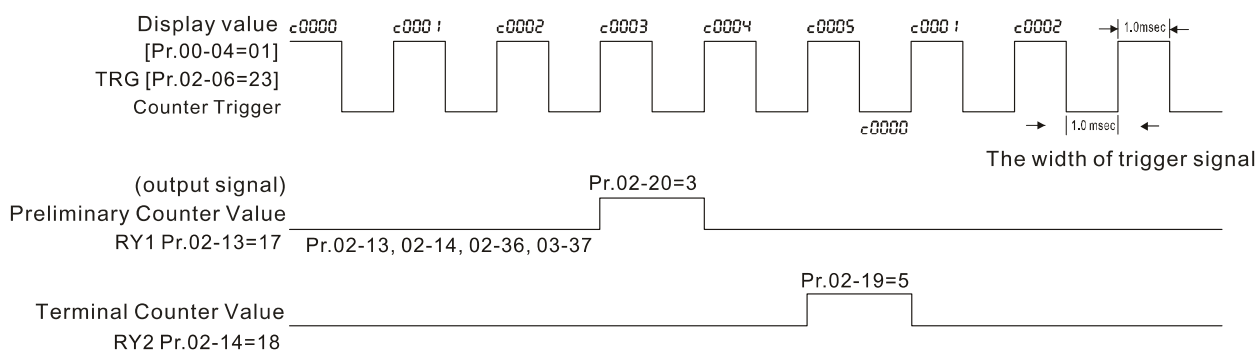 Display value c0000 c0001 c0002 c0003 c0004 c0005 c0001 c0002 1.0msec
[Pr.00-04=01]
TRG [Pr.02-06=23]
Counter Trigger
c0000 1.0 msec
The width of trigger signal
(output signal) Pr.02-20=3
Preliminary Counter Value
RY1 Pr.02-13=17 Pr.02-13, 02-14, 02-36, 03-37
Pr.02-19=5
Terminal Counter Value
RY2 Pr.02-14=18